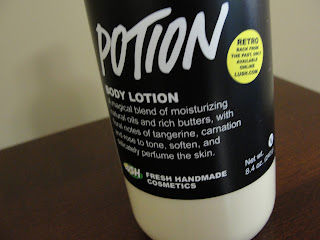 POTION
RETRO
BACK FROM
THE PAST, ONLY
AVAILABLE
ONLINE
LUSH.COM
BODY LOTION
magical blend of moisturizing
natural oils and rich butters, with
floral notes of tangerine, carnation
and rose to tone, soften, and
delicately perfume the skin.
FRESH HANDMADE
COSMETICS
Net wt.
8.4 oz.